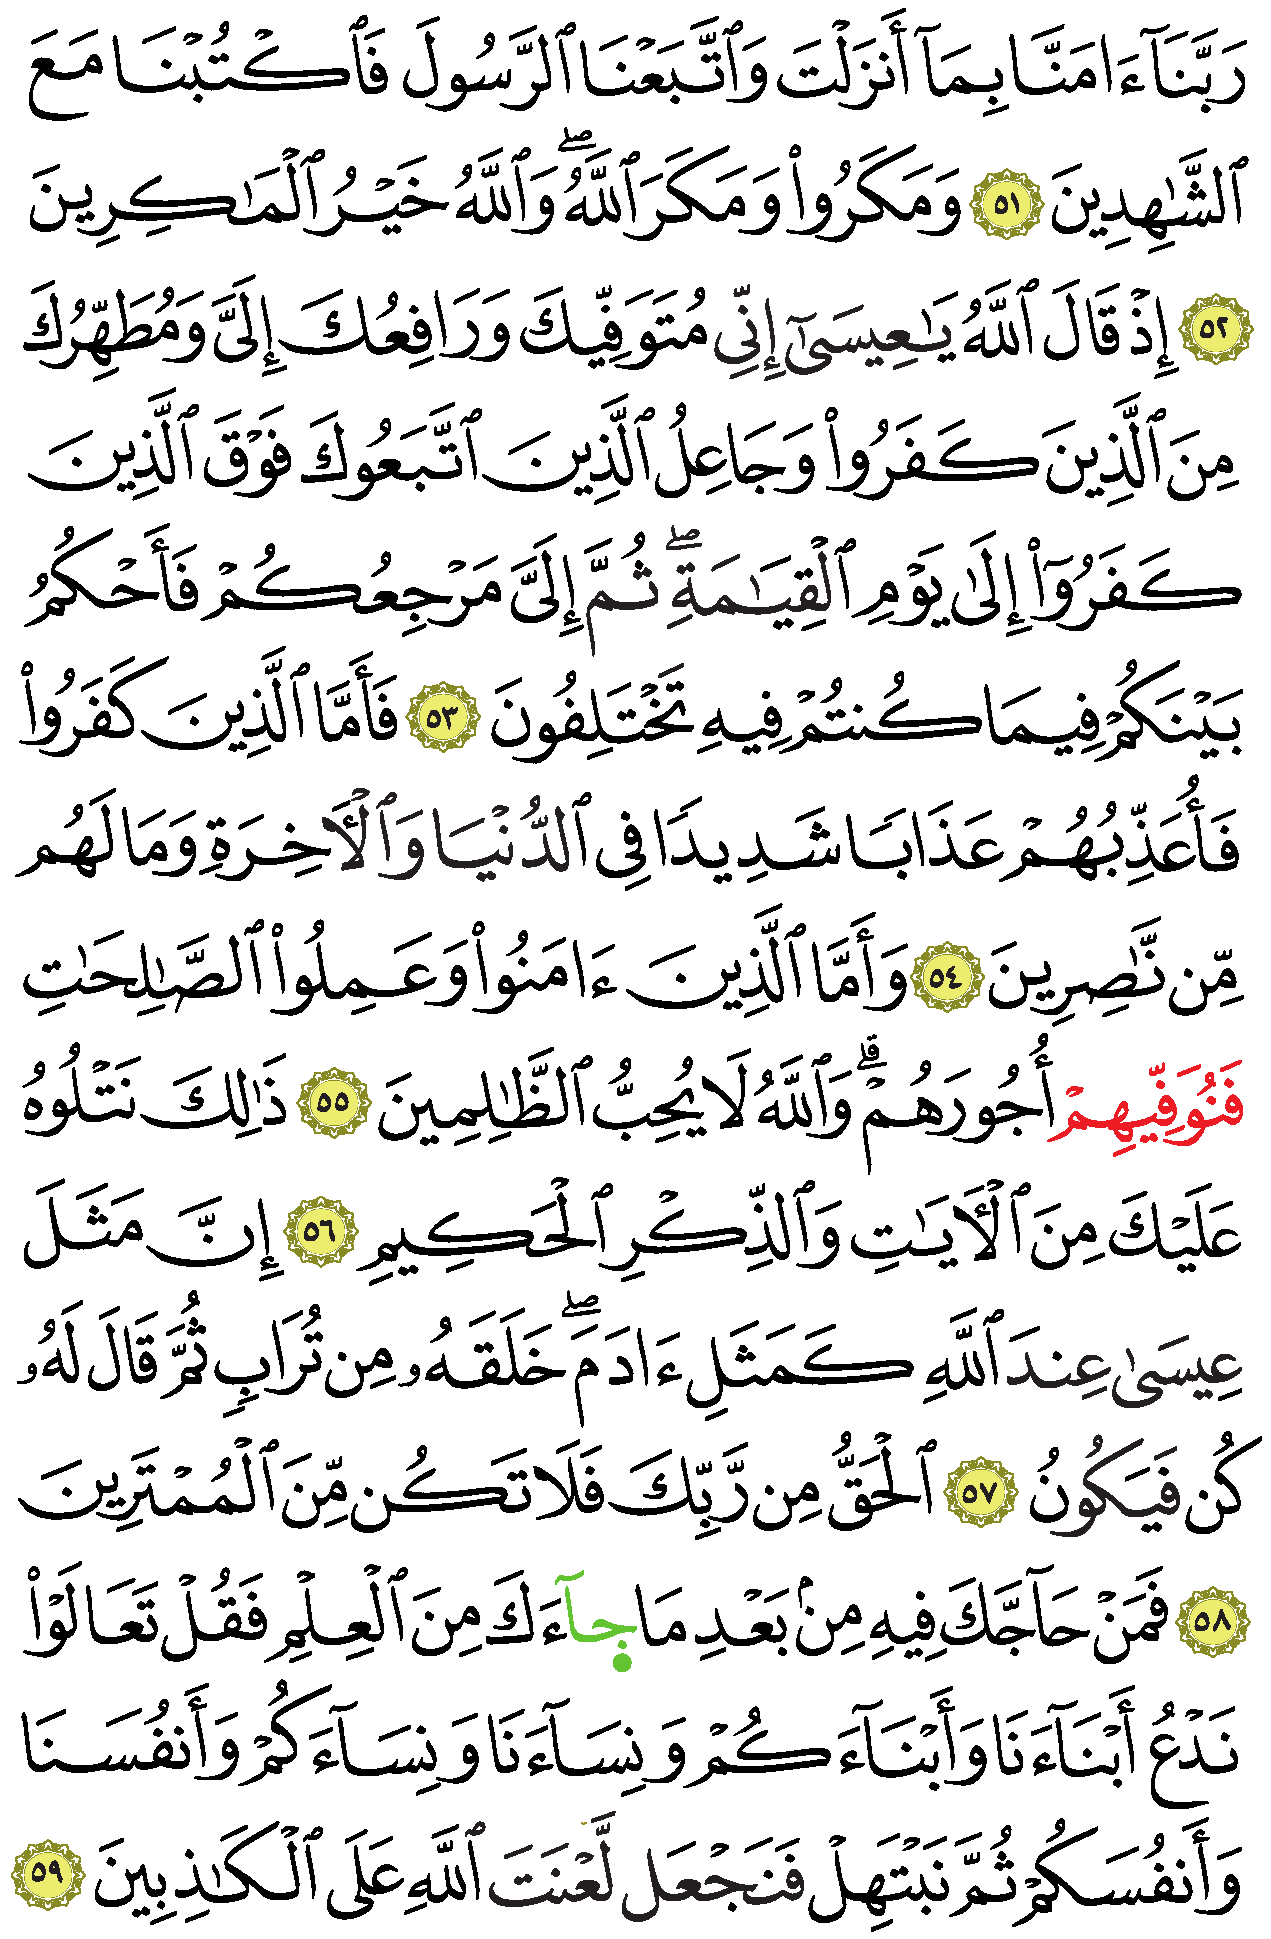 رَبَّنَآ ءَامَنَّا بِمَآ أَنزَلْتَ وَٱتَّبَعْنَا ٱلرَّسُولَ فَٱكْتُبْنَا مَعَ
ٱلشَّٰهِدِينَ ٥١ وَمَكَرُوا۟ وَمَكَرَ ٱللَّهُ ۖ وَٱللَّهُ خَيْرُ ٱلْمَٰكِرِينَ
٥٢ إِذْ قَالَ ٱللَّهُ يَٰعِيسَىٰٓ إِنِّى مُتَوَفِّيكَ وَرَافِعُكَ إِلَىَّ وَمُطَهِّرُكَ
مِنَ ٱلَّذِينَ كَفَرُوا۟ وَجَاعِلُ ٱلَّذِينَ ٱتَّبَعُوكَ فَوْقَ ٱلَّذِينَ
كَفَرُوٓا۟ إِلَىٰ يَوْمِ ٱلْقِيَٰمَةِ ۖ ثُمَّ إِلَىَّ مَرْجِعُكُمْ فَأَحْكُمُ
بَيْنَكُمْ فِيمَا كُنتُمْ فِيهِ تَخْتَلِفُونَ ٥٣ فَأَمَّا ٱلَّذِينَ كَفَرُوا۟
فَأُعَذِّبُهُمْ عَذَابًا شَدِيدًا فِى ٱلدُّنْيَا وَٱلْأَخِرَةِ وَمَا لَهُم
مِّن نَّٰصِرِينَ ٥٤ وَأَمَّا ٱلَّذِينَ ءَامَنُوا۟ وَعَمِلُوا۟ ٱلصَّٰلِحَٰتِ
فَنُوَفِّيهِمْ أُجُورَهُمْ ۗ وَٱللَّهُ لَا يُحِبُّ ٱلظَّٰلِمِينَ ٥٥ ذَٰلِكَ نَتْلُوهُ
عَلَيْكَ مِنَ ٱلْأَيَٰتِ وَٱلذِّكْرِ ٱلْحَكِيمِ ٥٦ إِنَّ مَثَلَ
عِيسَىٰ عِندَ ٱللَّهِ كَمَثَلِ ءَادَمَ ۖ خَلَقَهُۥ مِن تُرَابٍ ثُمَّ قَالَ لَهُۥ
كُن فَيَكُونُ ٥٧ ٱلْحَقُّ مِن رَّبِّكَ فَلَا تَكُن مِّنَ ٱلْمُمْتَرِينَ
٥٨ فَمَنْ حَآجَّكَ فِيهِ مِنۢ بَعْدِ مَا جَآءَكَ مِنَ ٱلْعِلْمِ فَقُلْ تَعَالَوْا۟
نَدْعُ أَبْنَآءَنَا وَأَبْنَآءَكُمْ وَنِسَآءَنَا وَنِسَآءَكُمْ وَأَنفُسَنَا
وَأَنفُسَكُمْ ثُمَّ نَبْتَهِلْ فَنَجْعَل لَّعْنَتَ ٱللَّهِ عَلَى ٱلْكَٰذِبِينَ ٥٩